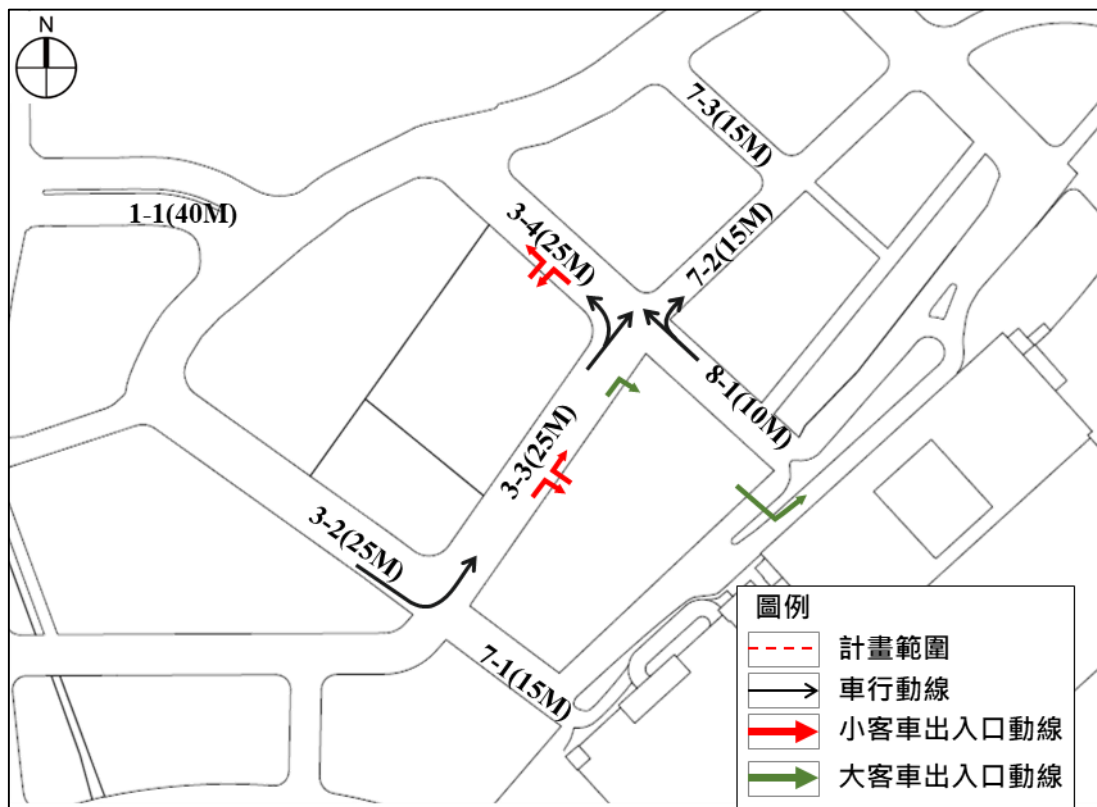 N
7-3(15M)
1-1(40M)
3-4(25M)
7-2(15M)
8-1(10M)
3-3(25M)
3-2(25M)
7-1(15M)
圖例
計畫範圍
車行動線
小客車出入口動線
大客車出入口動線